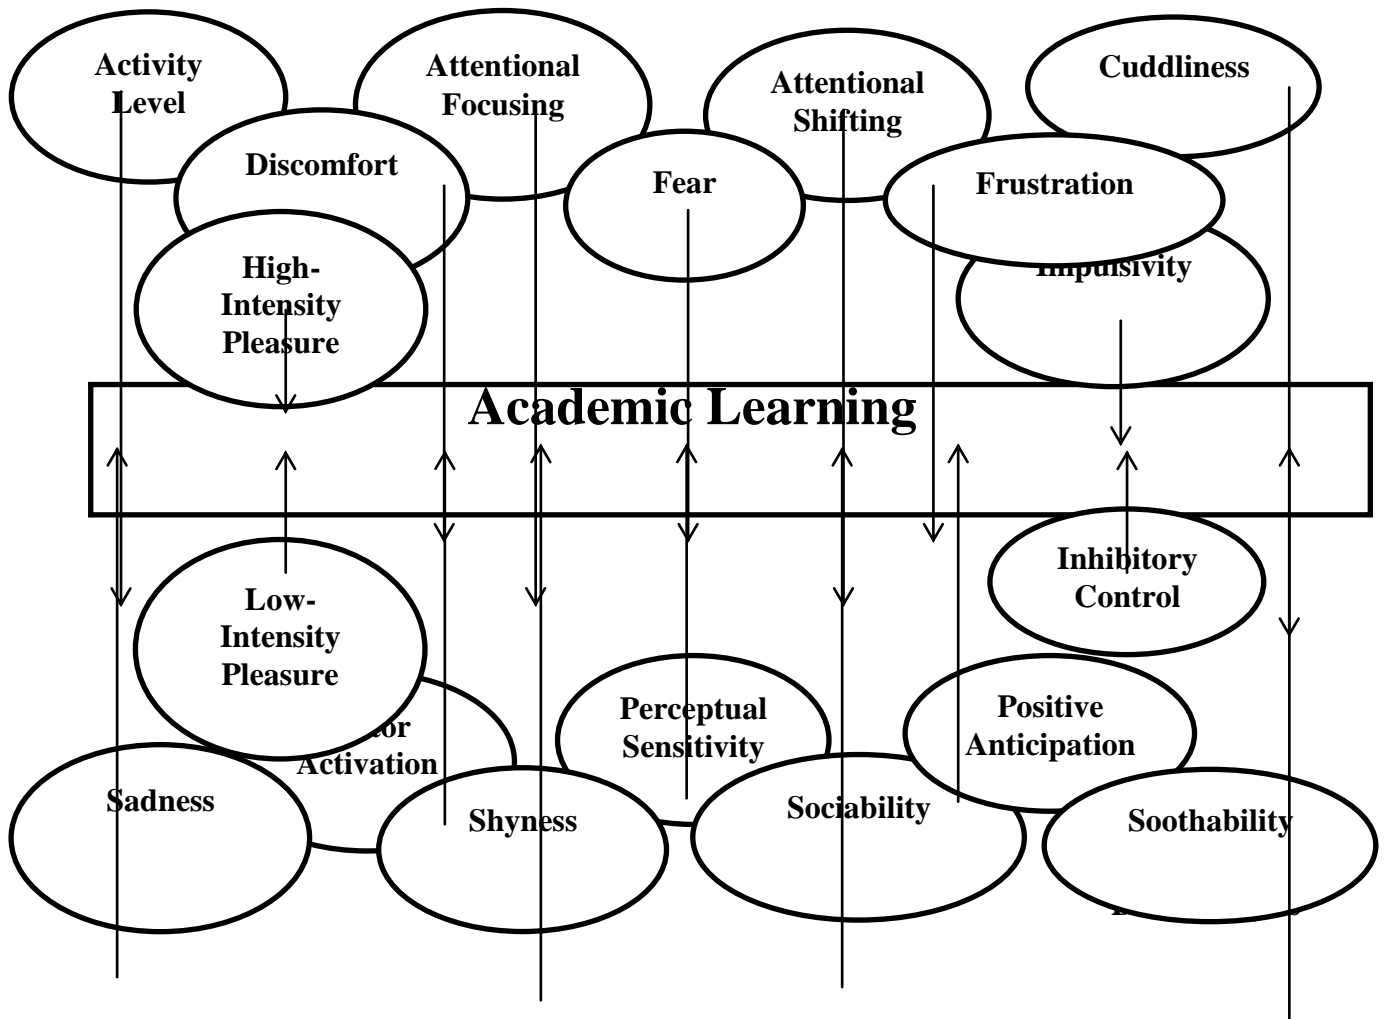 Activity
Level
Attentional
Focusing
Attentional
Shifting
Cuddliness
Discomfort
Fear
Frustration
High-
Intensity
Pleasure
Impulsivity
Academic Learning
Inhibitory
Control
Low-
Intensity
Pleasure
Activation
Perceptual
Sensitivity
Positive
Anticipation
Sadness
Shyness
Sociability
Soothability